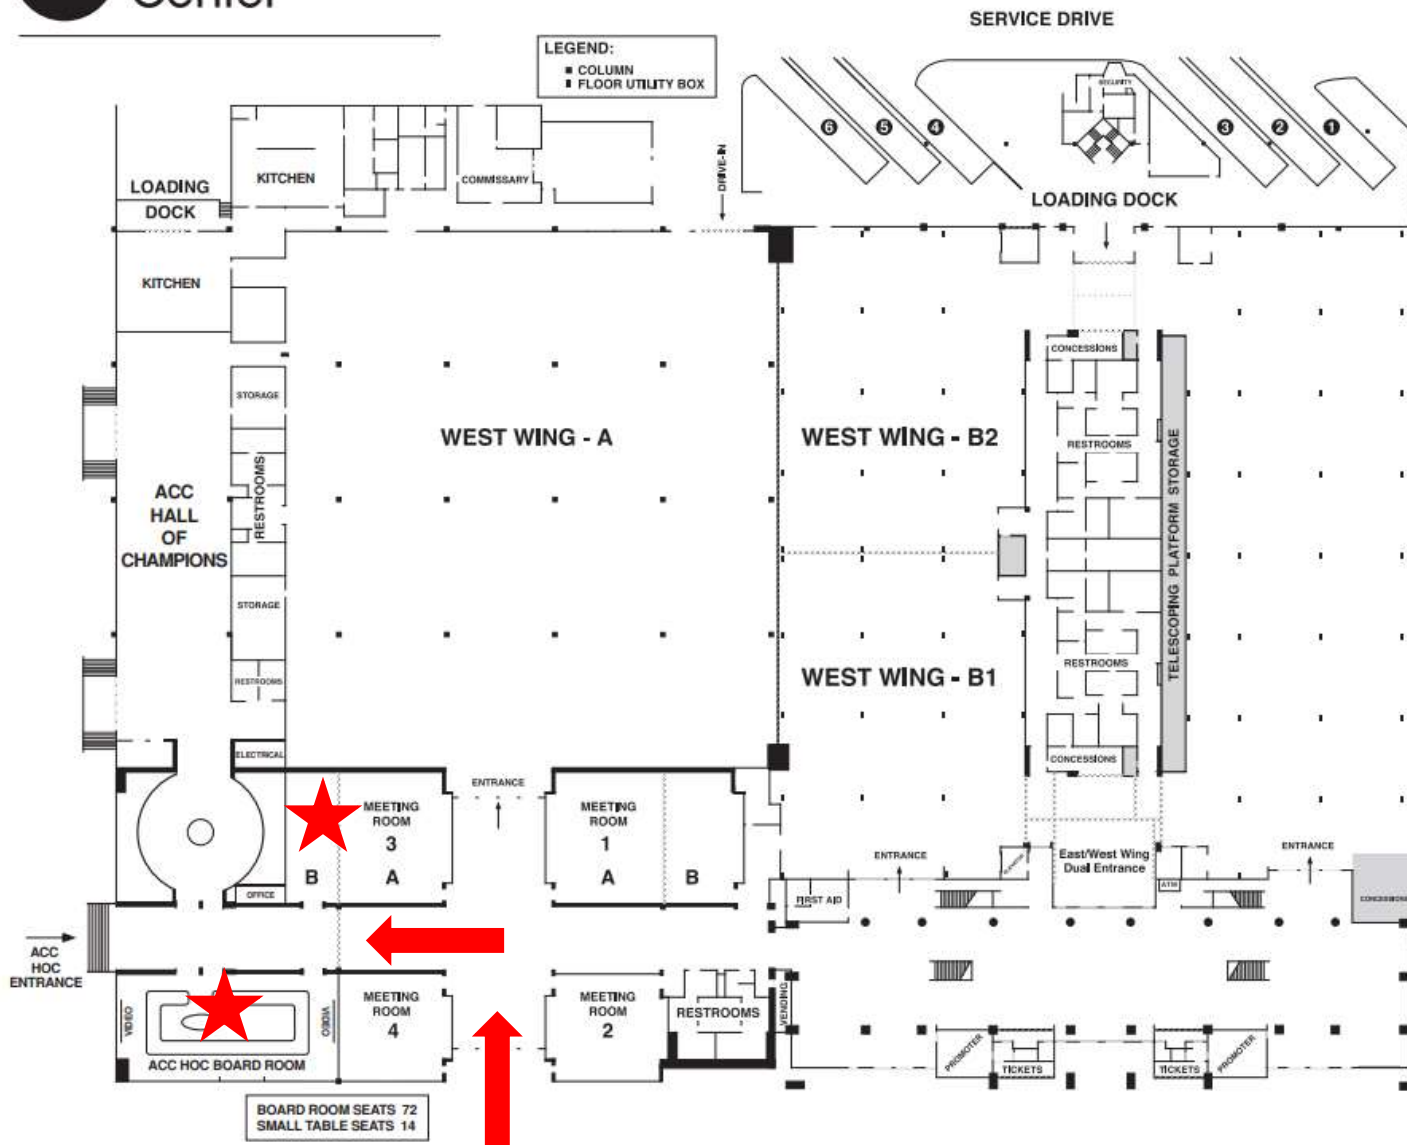 Center
SERVICE DRIVE
LEGEND:
COLUMN
FLOOR UTILITY BOX
SECURITY
6
5
4
3
2
1
DRIVE-IN
LOADING
DOCK
KITCHEN
COMMISSARY
LOADING DOCK
KITCHEN
CONCESSIONS
STORAGE
WEST WING - A
WEST WING - B2
RESTROOMS
TELESCOPING PLATFORM STORAGE
RESTROOMS
ACC
HALL
OF
CHAMPIONS
STORAGE
RESTROOMS
WEST WING - B1
RESTROOMS
ELECTRICAL
CONCESSIONS
ENTRANCE
MEETING
ROOM
3
A
B
MEETING
ROOM
1
A
B
OFFICE
ENTRANCE
East/West Wing
Dual Entrance
ENTRANCE
FIRST AID
ATM
CONCESSIONS
ACC
HOC
ENTRANCE
VIDEO
VIDEO
MEETING
ROOM
4
MEETING
ROOM
2
RESTROOMS
VENDING
ACC HOC BOARD ROOM
PROMOTER
TICKETS
TICKETS
PROMOTER
BOARD ROOM SEATS 72
SMALL TABLE SEATS 14